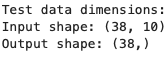 Test data dimensions:
Input shape: (38, 10)
Output shape: (38,)